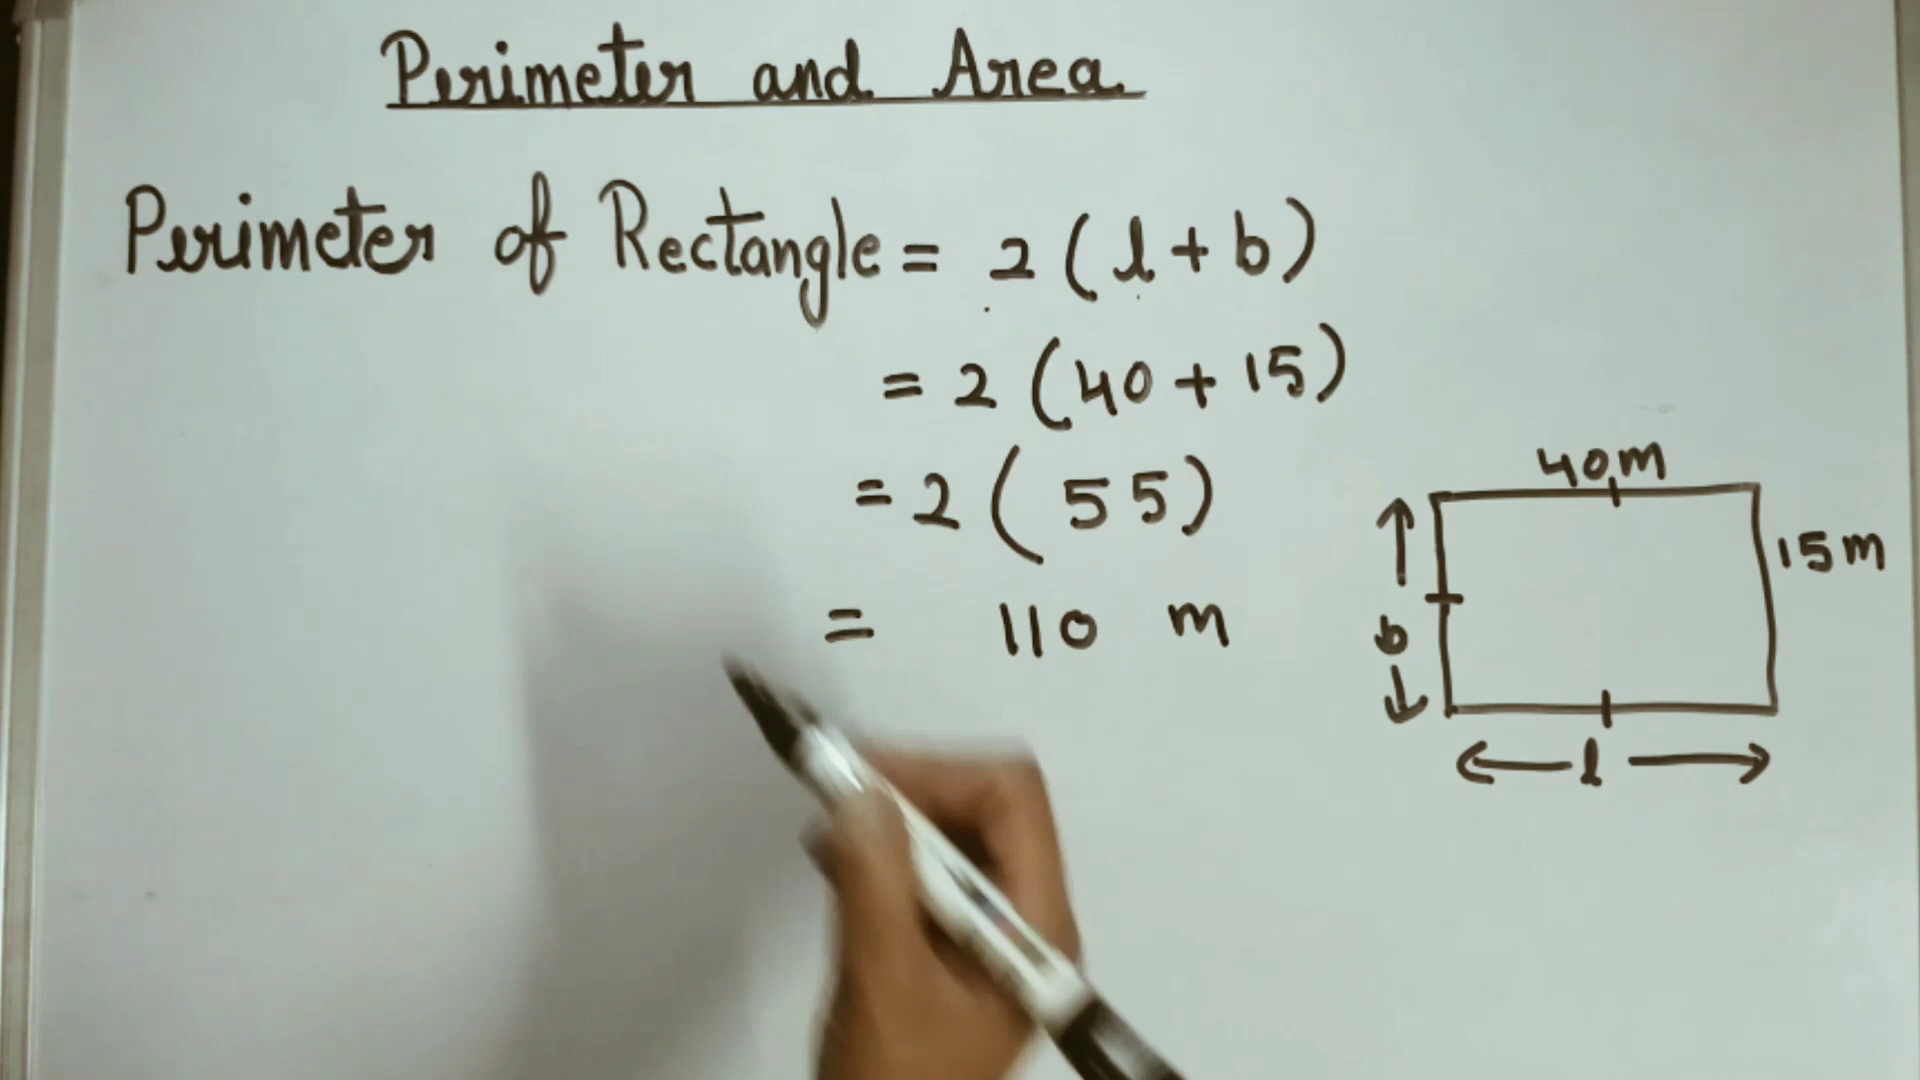 Perimeter and Area
Perimeter of Rectangle = 2 (l + b)
= 2 (40 + 15)
= 2 (55)
= 110 m
40m
15m
b
l